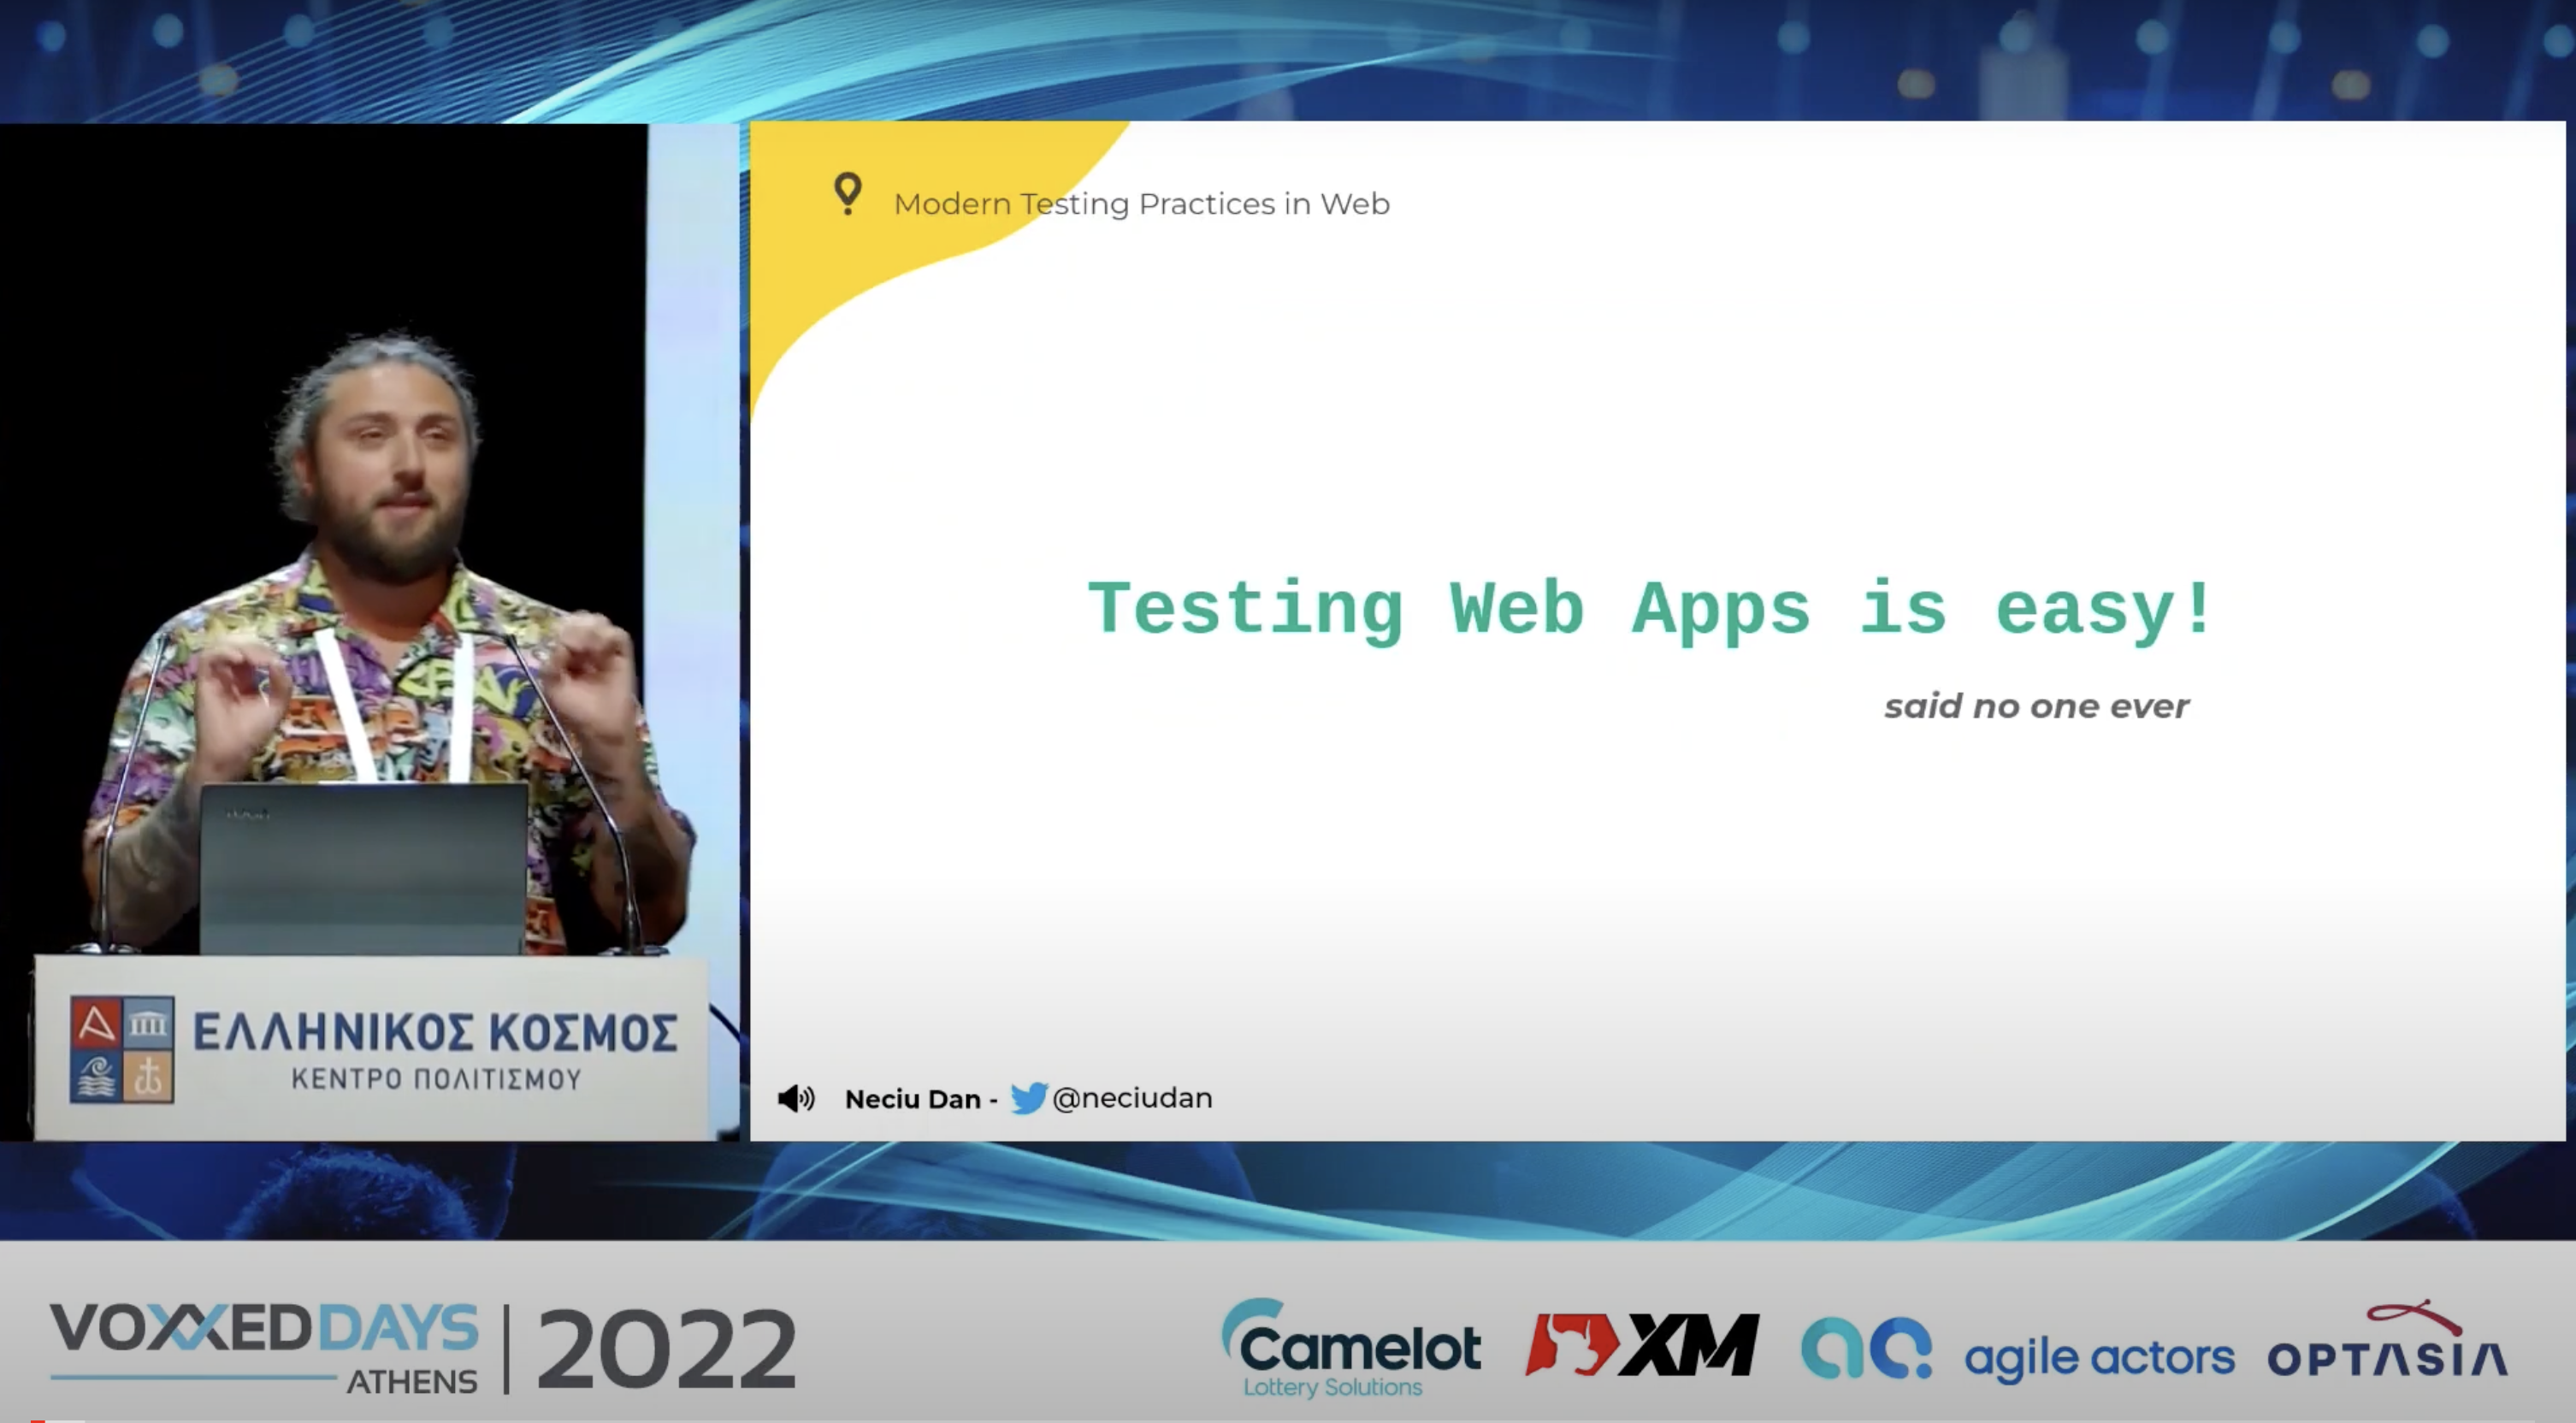 Modern Testing Practices in Web
Testing Web Apps is easy!
said no one ever
Neciu Dan - @neciudan
ΕΛΛΗΝΙΚΟΣ ΚΟΣΜΟΣ
ΚΕΝΤΡΟ ΠΟΛΙΤΙΣΜΟΥ
VOXXEDDAYS
ATHENS
2022
Camelot
Lottery Solutions
XM
agile actors
OPTASIA